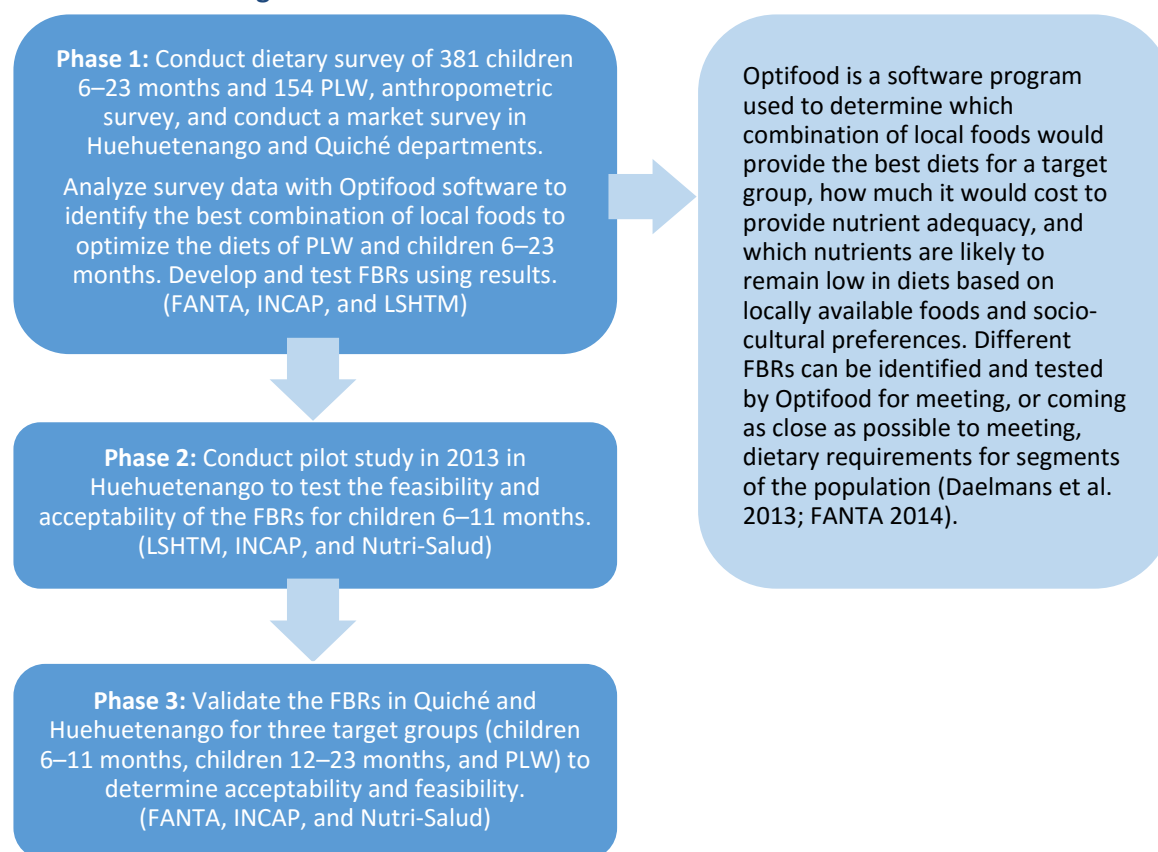 Phase 1: Conduct dietary survey of 381 children
6–23 months and 154 PLW, anthropometric
survey, and conduct a market survey in
Huehuetenango and Quiché departments.
Analyze survey data with Optifood software to
identify the best combination of local foods to
optimize the diets of PLW and children 6–23
months. Develop and test FBRs using results.
(FANTA, INCAP, and LSHTM)
Optifood is a software program
used to determine which
combination of local foods would
provide the best diets for a target
group, how much it would cost to
provide nutrient adequacy, and
which nutrients are likely to
remain low in diets based on
locally available foods and socio-
cultural preferences. Different
FBRs can be identified and tested
by Optifood for meeting, or coming
as close as possible to meeting,
dietary requirements for segments
of the population (Daelmans et al.
2013; FANTA 2014).
Phase 2: Conduct pilot study in 2013 in
Huehuetenango to test the feasibility and
acceptability of the FBRs for children 6–11 months.
(LSHTM, INCAP, and Nutri-Salud)
Phase 3: Validate the FBRs in Quiché and
Huehuetenango for three target groups (children
6–11 months, children 12–23 months, and PLW) to
determine acceptability and feasibility.
(FANTA, INCAP, and Nutri-Salud)